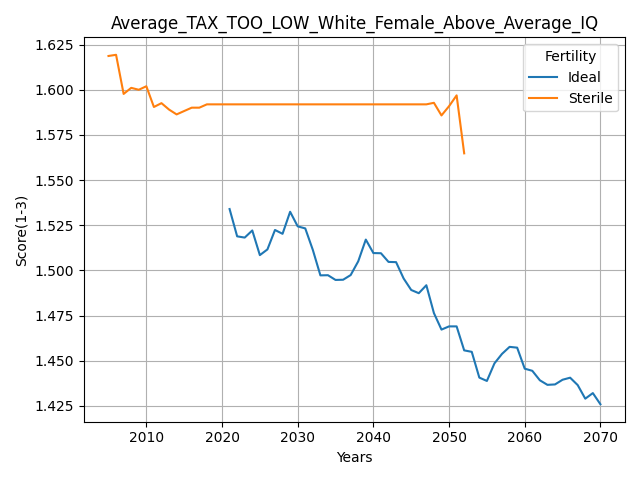 Average_TAX_TOO_LOW_White_Female_Above_Average_IQ
Fertility
Ideal
Sterile
Score(1-3)
1.625
1.600
1.575
1.550
1.525
1.500
1.475
1.450
1.425
2010
2020
2030
2040
2050
2060
2070
Years